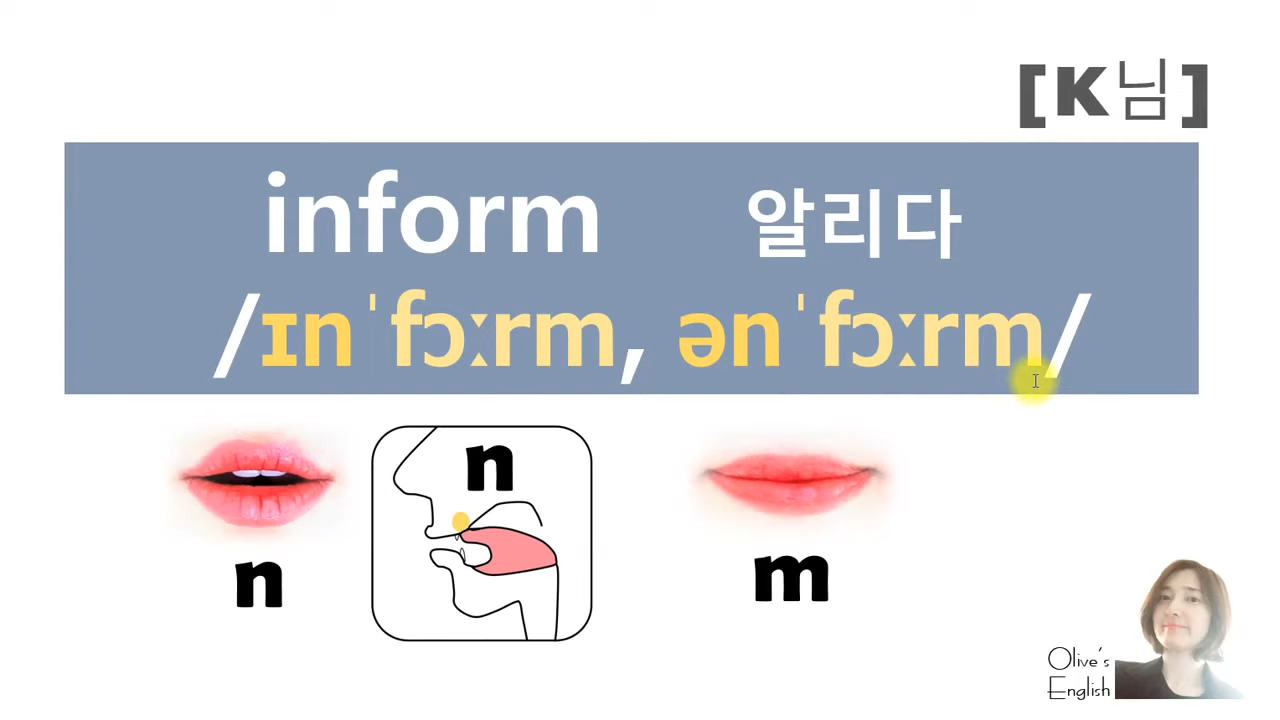 [K님]
inform 알리다
/ɪnˈfɔːrm, ənˈfɔːrm/
n
n
m
Olive's
English